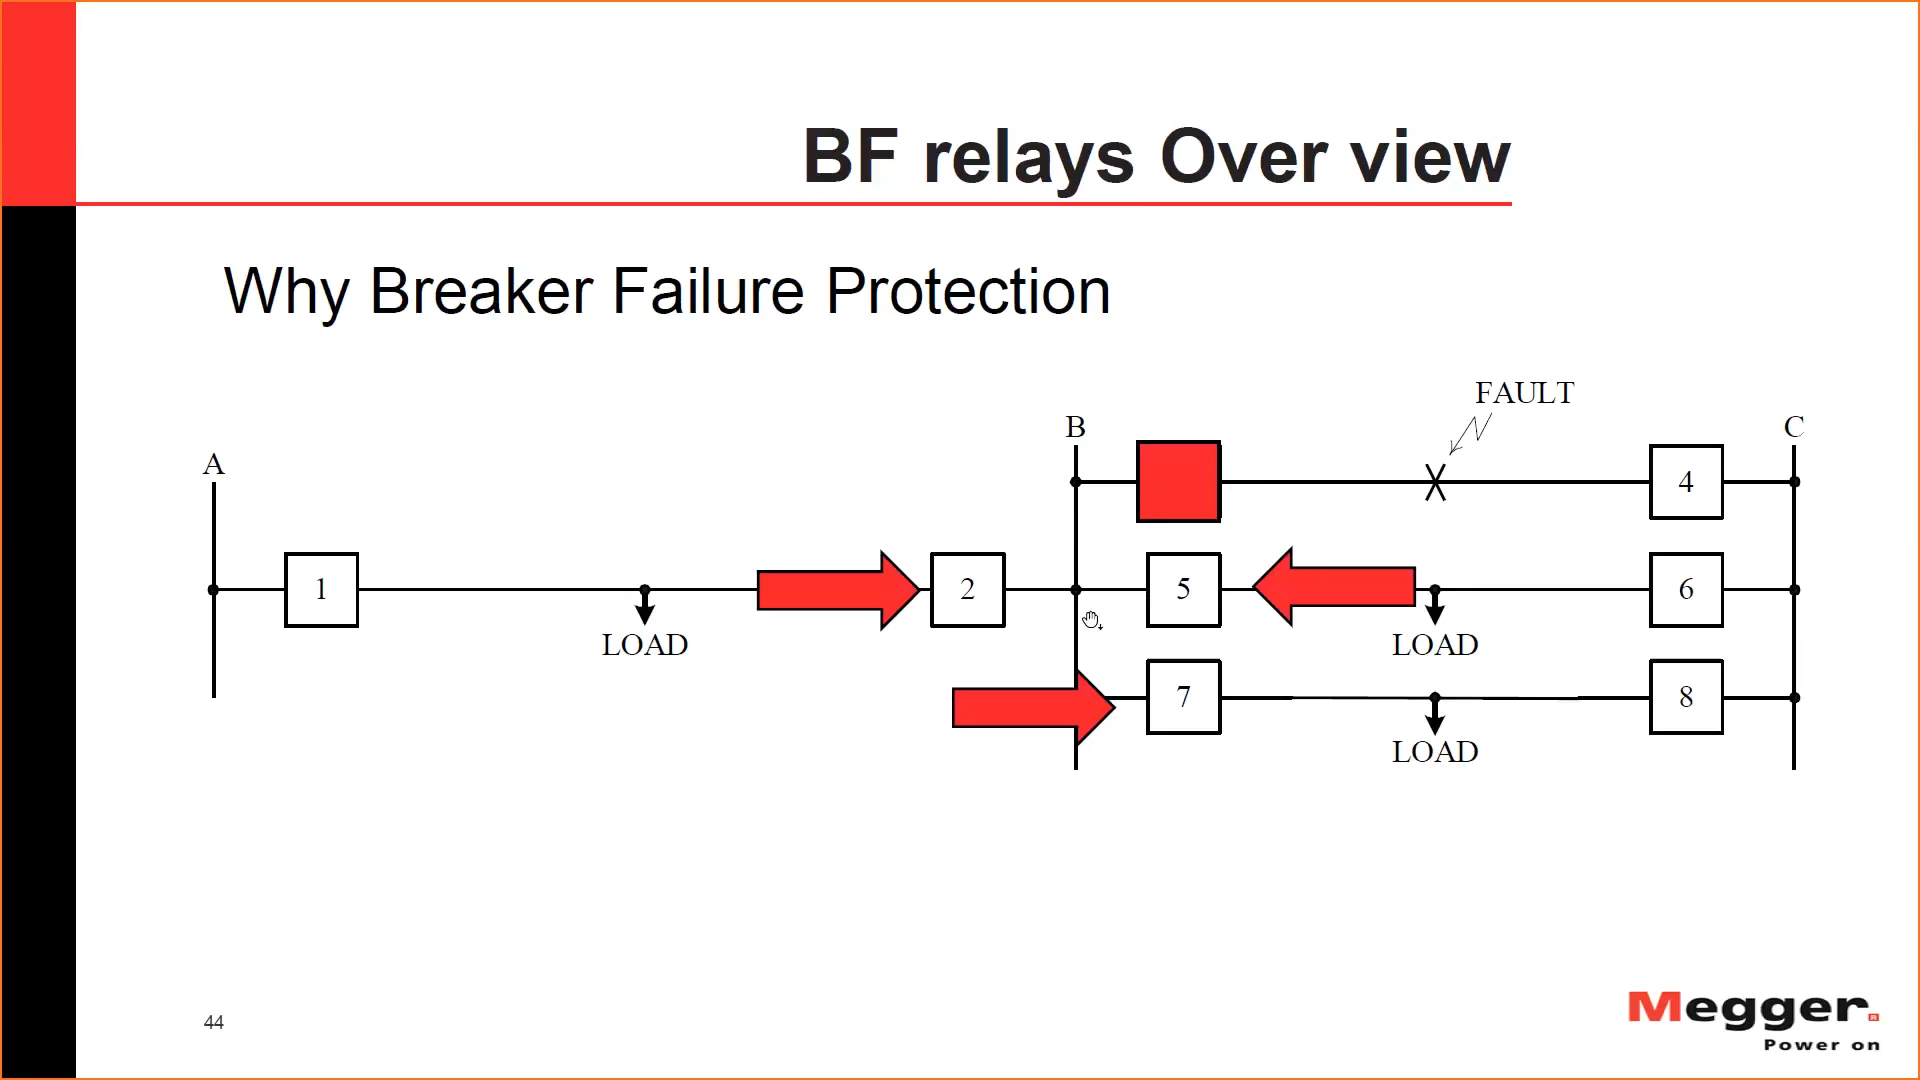 BF relays Over view
Why Breaker Failure Protection
FAULT
B
C
A
4
1
2
5
6
LOAD
LOAD
7
8
LOAD
44
Megger®
Power on